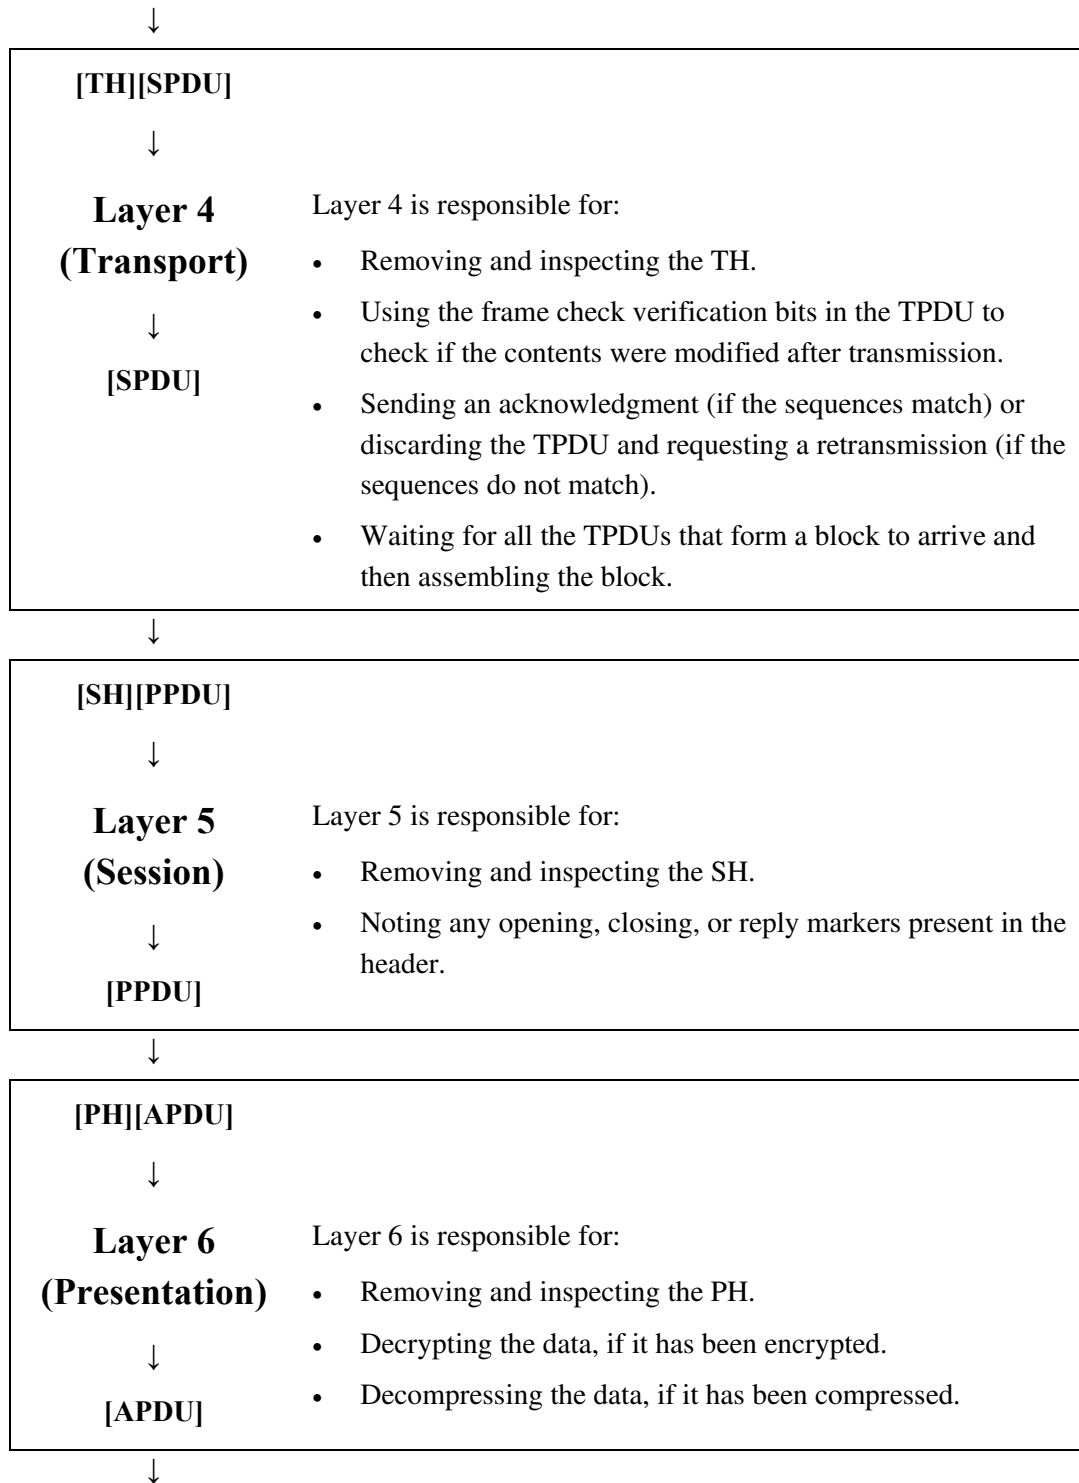 ↓
[TH][SPDU]
↓
Layer 4
(Transport)
↓
[SPDU]
Layer 4 is responsible for:
• Removing and inspecting the TH.
• Using the frame check verification bits in the TPDU to
check if the contents were modified after transmission.
• Sending an acknowledgment (if the sequences match) or
discarding the TPDU and requesting a retransmission (if the
sequences do not match).
• Waiting for all the TPDUs that form a block to arrive and
then assembling the block.
↓
[SH][PPDU]
↓
Layer 5
(Session)
↓
[PPDU]
Layer 5 is responsible for:
• Removing and inspecting the SH.
• Noting any opening, closing, or reply markers present in the
header.
↓
[PH][APDU]
↓
Layer 6
(Presentation)
↓
[APDU]
Layer 6 is responsible for:
• Removing and inspecting the PH.
• Decrypting the data, if it has been encrypted.
• Decompressing the data, if it has been compressed.
↓